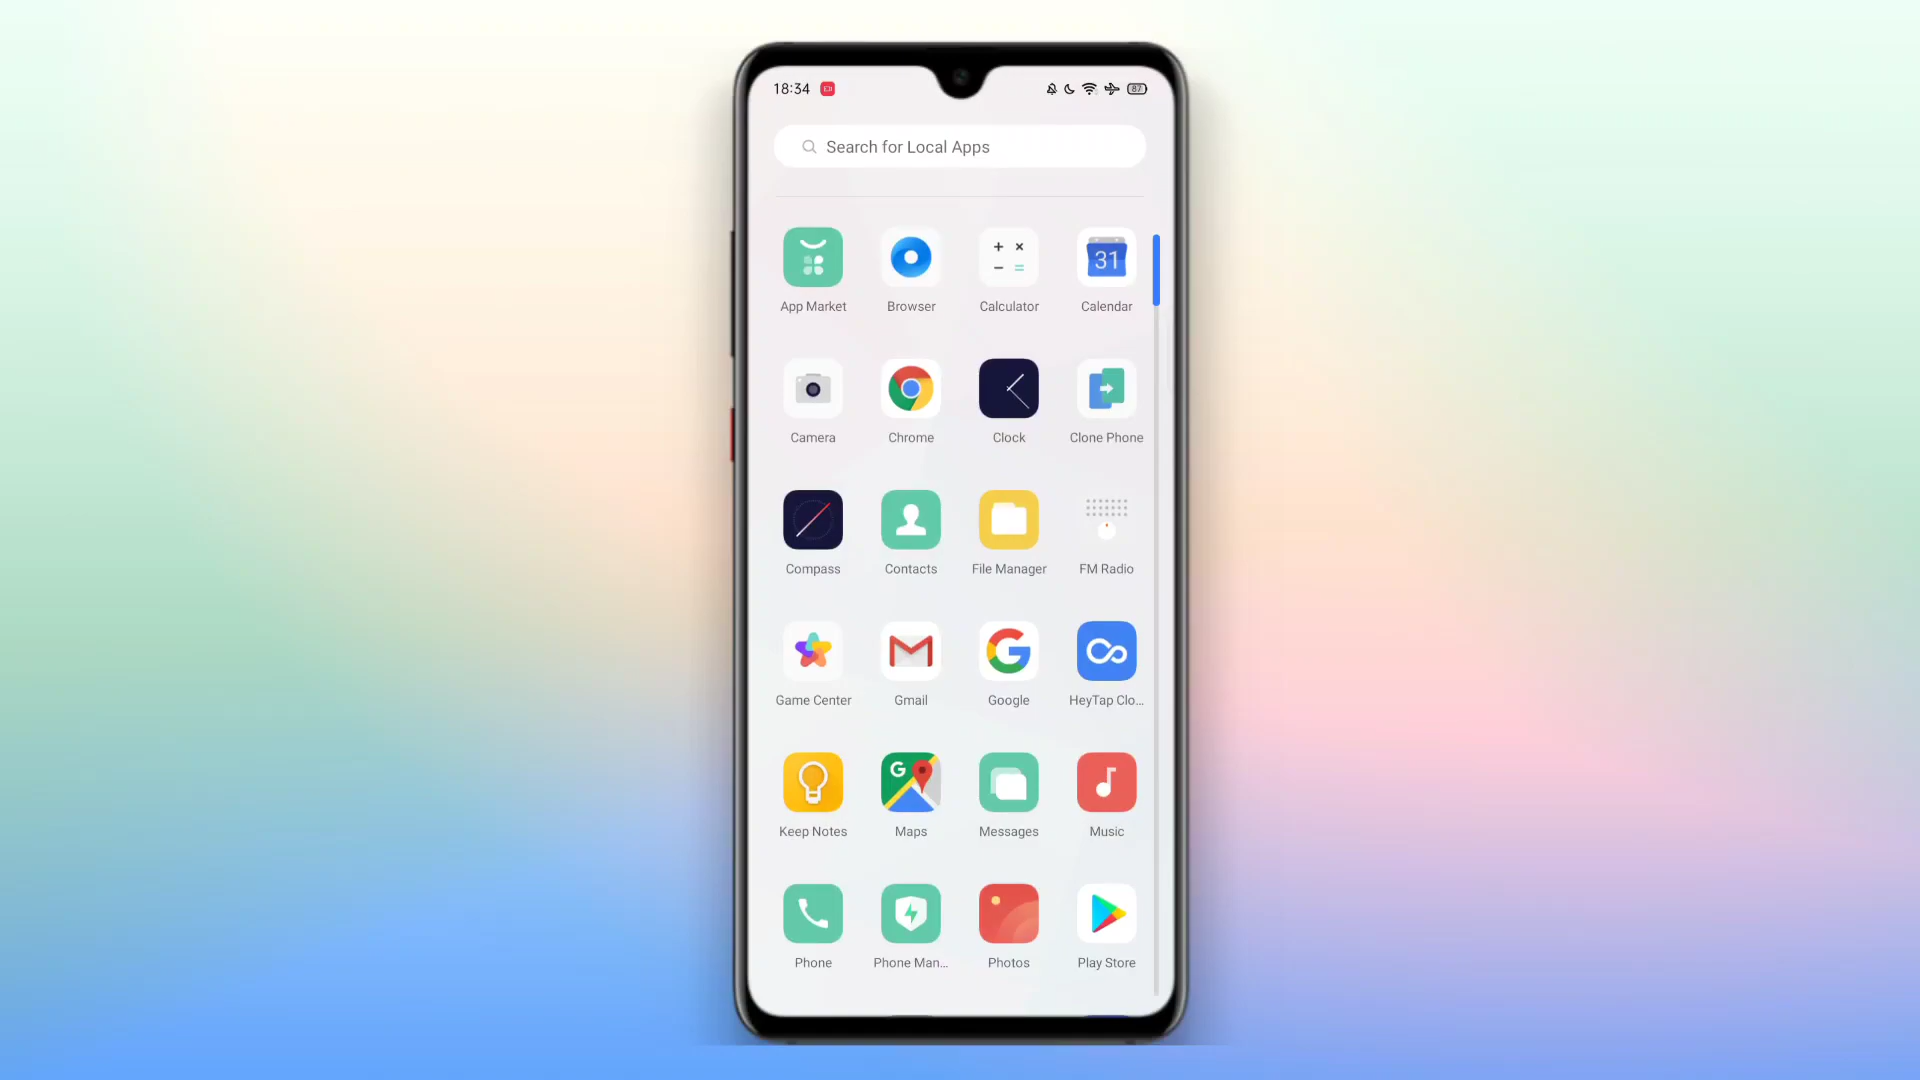 18:34
87
Search for Local Apps
31
App Market Browser Calculator Calendar
Camera Chrome Clock Clone Phone
Compass Contacts File Manager FM Radio
Game Center Gmail Google HeyTap Clo...
G
Keep Notes Maps Messages Music
Phone Phone Man... Photos Play Store